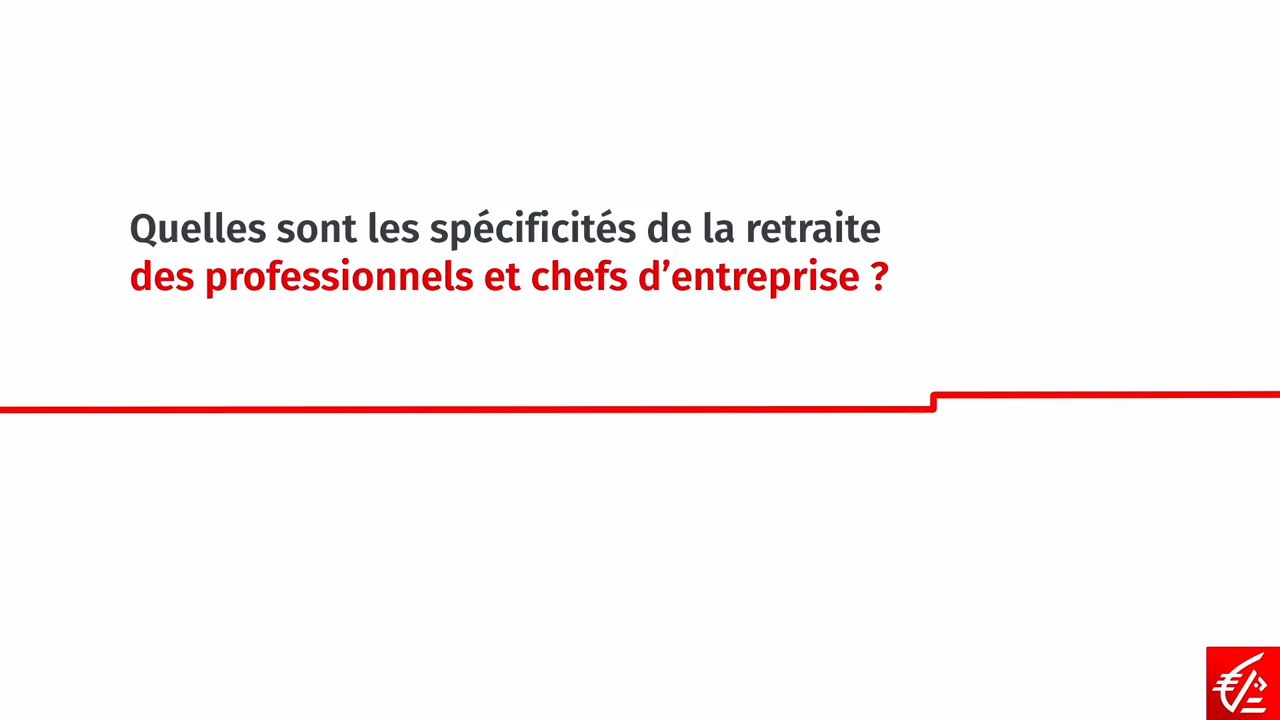 Quelles sont les spécificités de la retraite
des professionnels et chefs d’entreprise ?